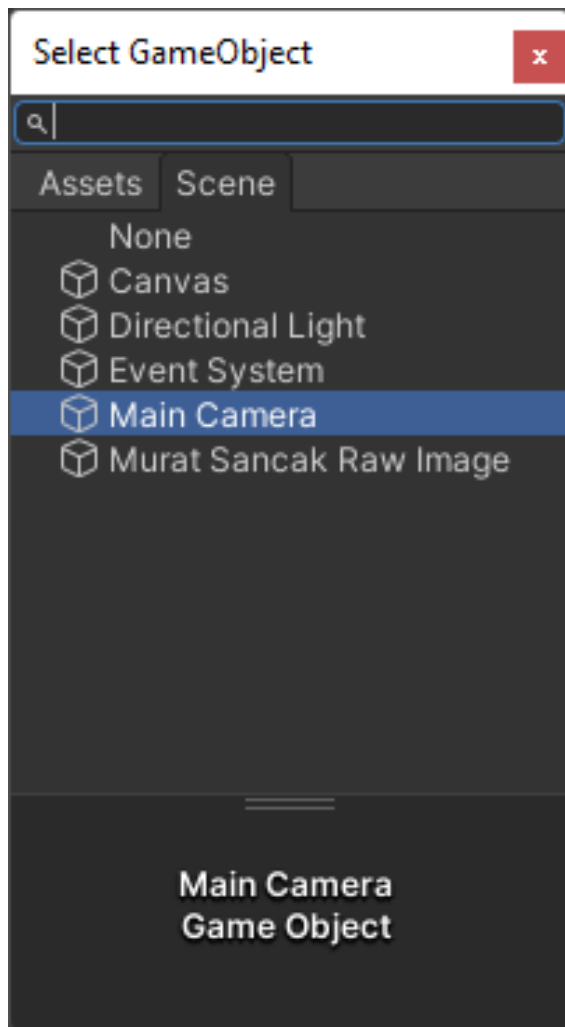 Select GameObject
x
Assets Scene
None
Canvas
Directional Light
Event System
Main Camera
Murat Sancak Raw Image
Main Camera
Game Object